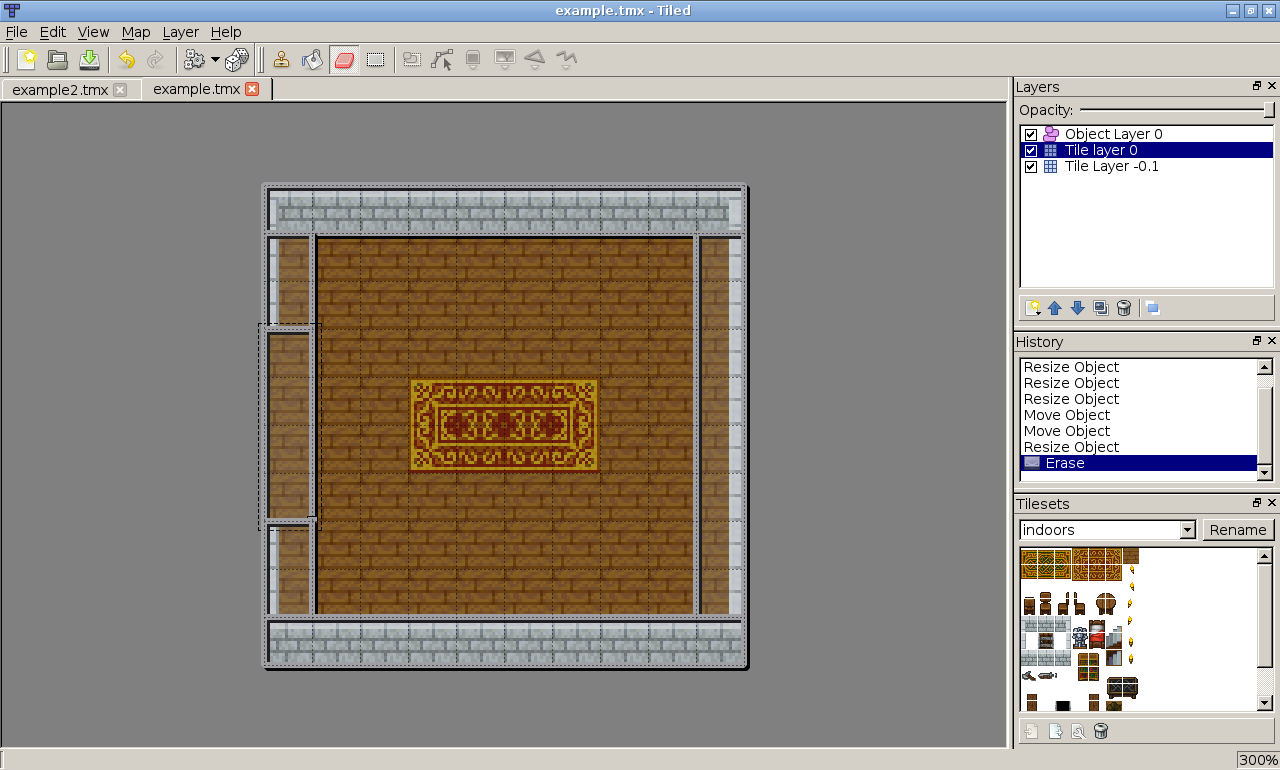 example.tmx - Tiled
File Edit View Map Layer Help
example2.tmx
example.tmx
Layers
Opacity:
Object Layer 0
Tile layer 0
Tile Layer -0.1
History
Resize Object
Resize Object
Resize Object
Move Object
Move Object
Resize Object
Erase
Tilesets
indoors
Rename
300%